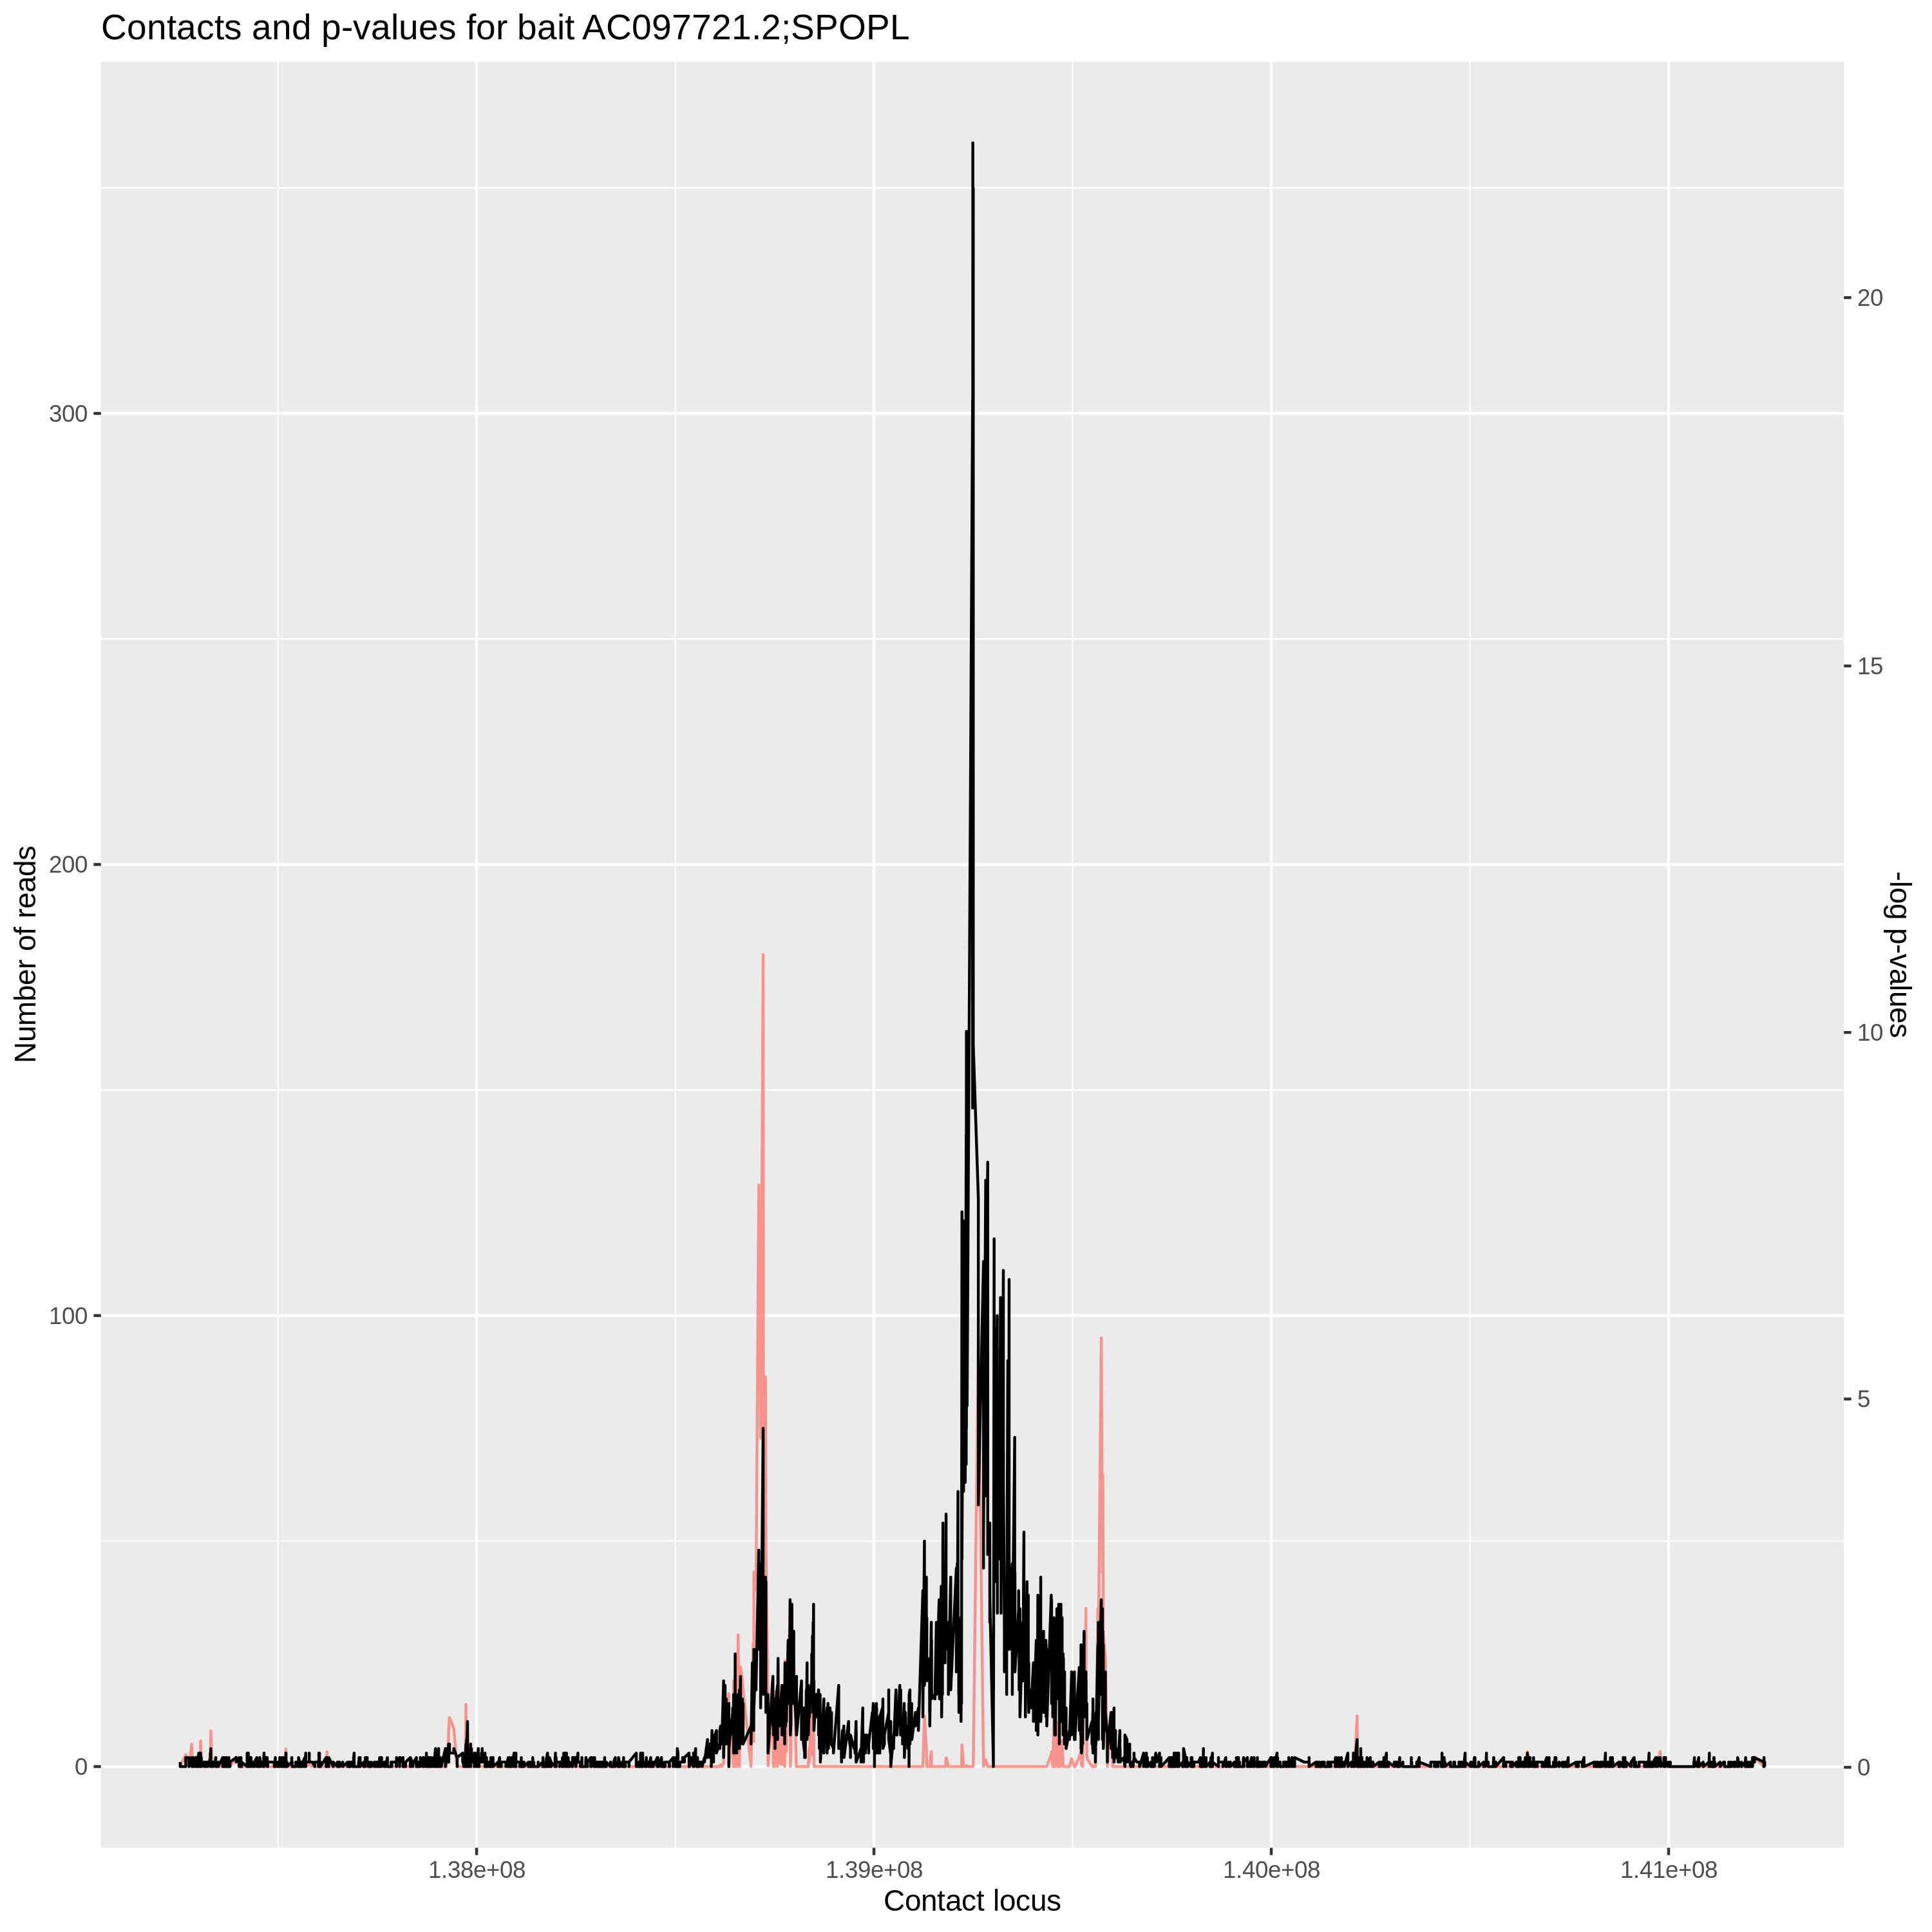 Contacts and p-values for bait AC097721.2;SPOPL
Number of reads
300
200
100
0
20
15
10
5
0
-log p-values
1.38e+08
1.39e+08
1.40e+08
1.41e+08
Contact locus